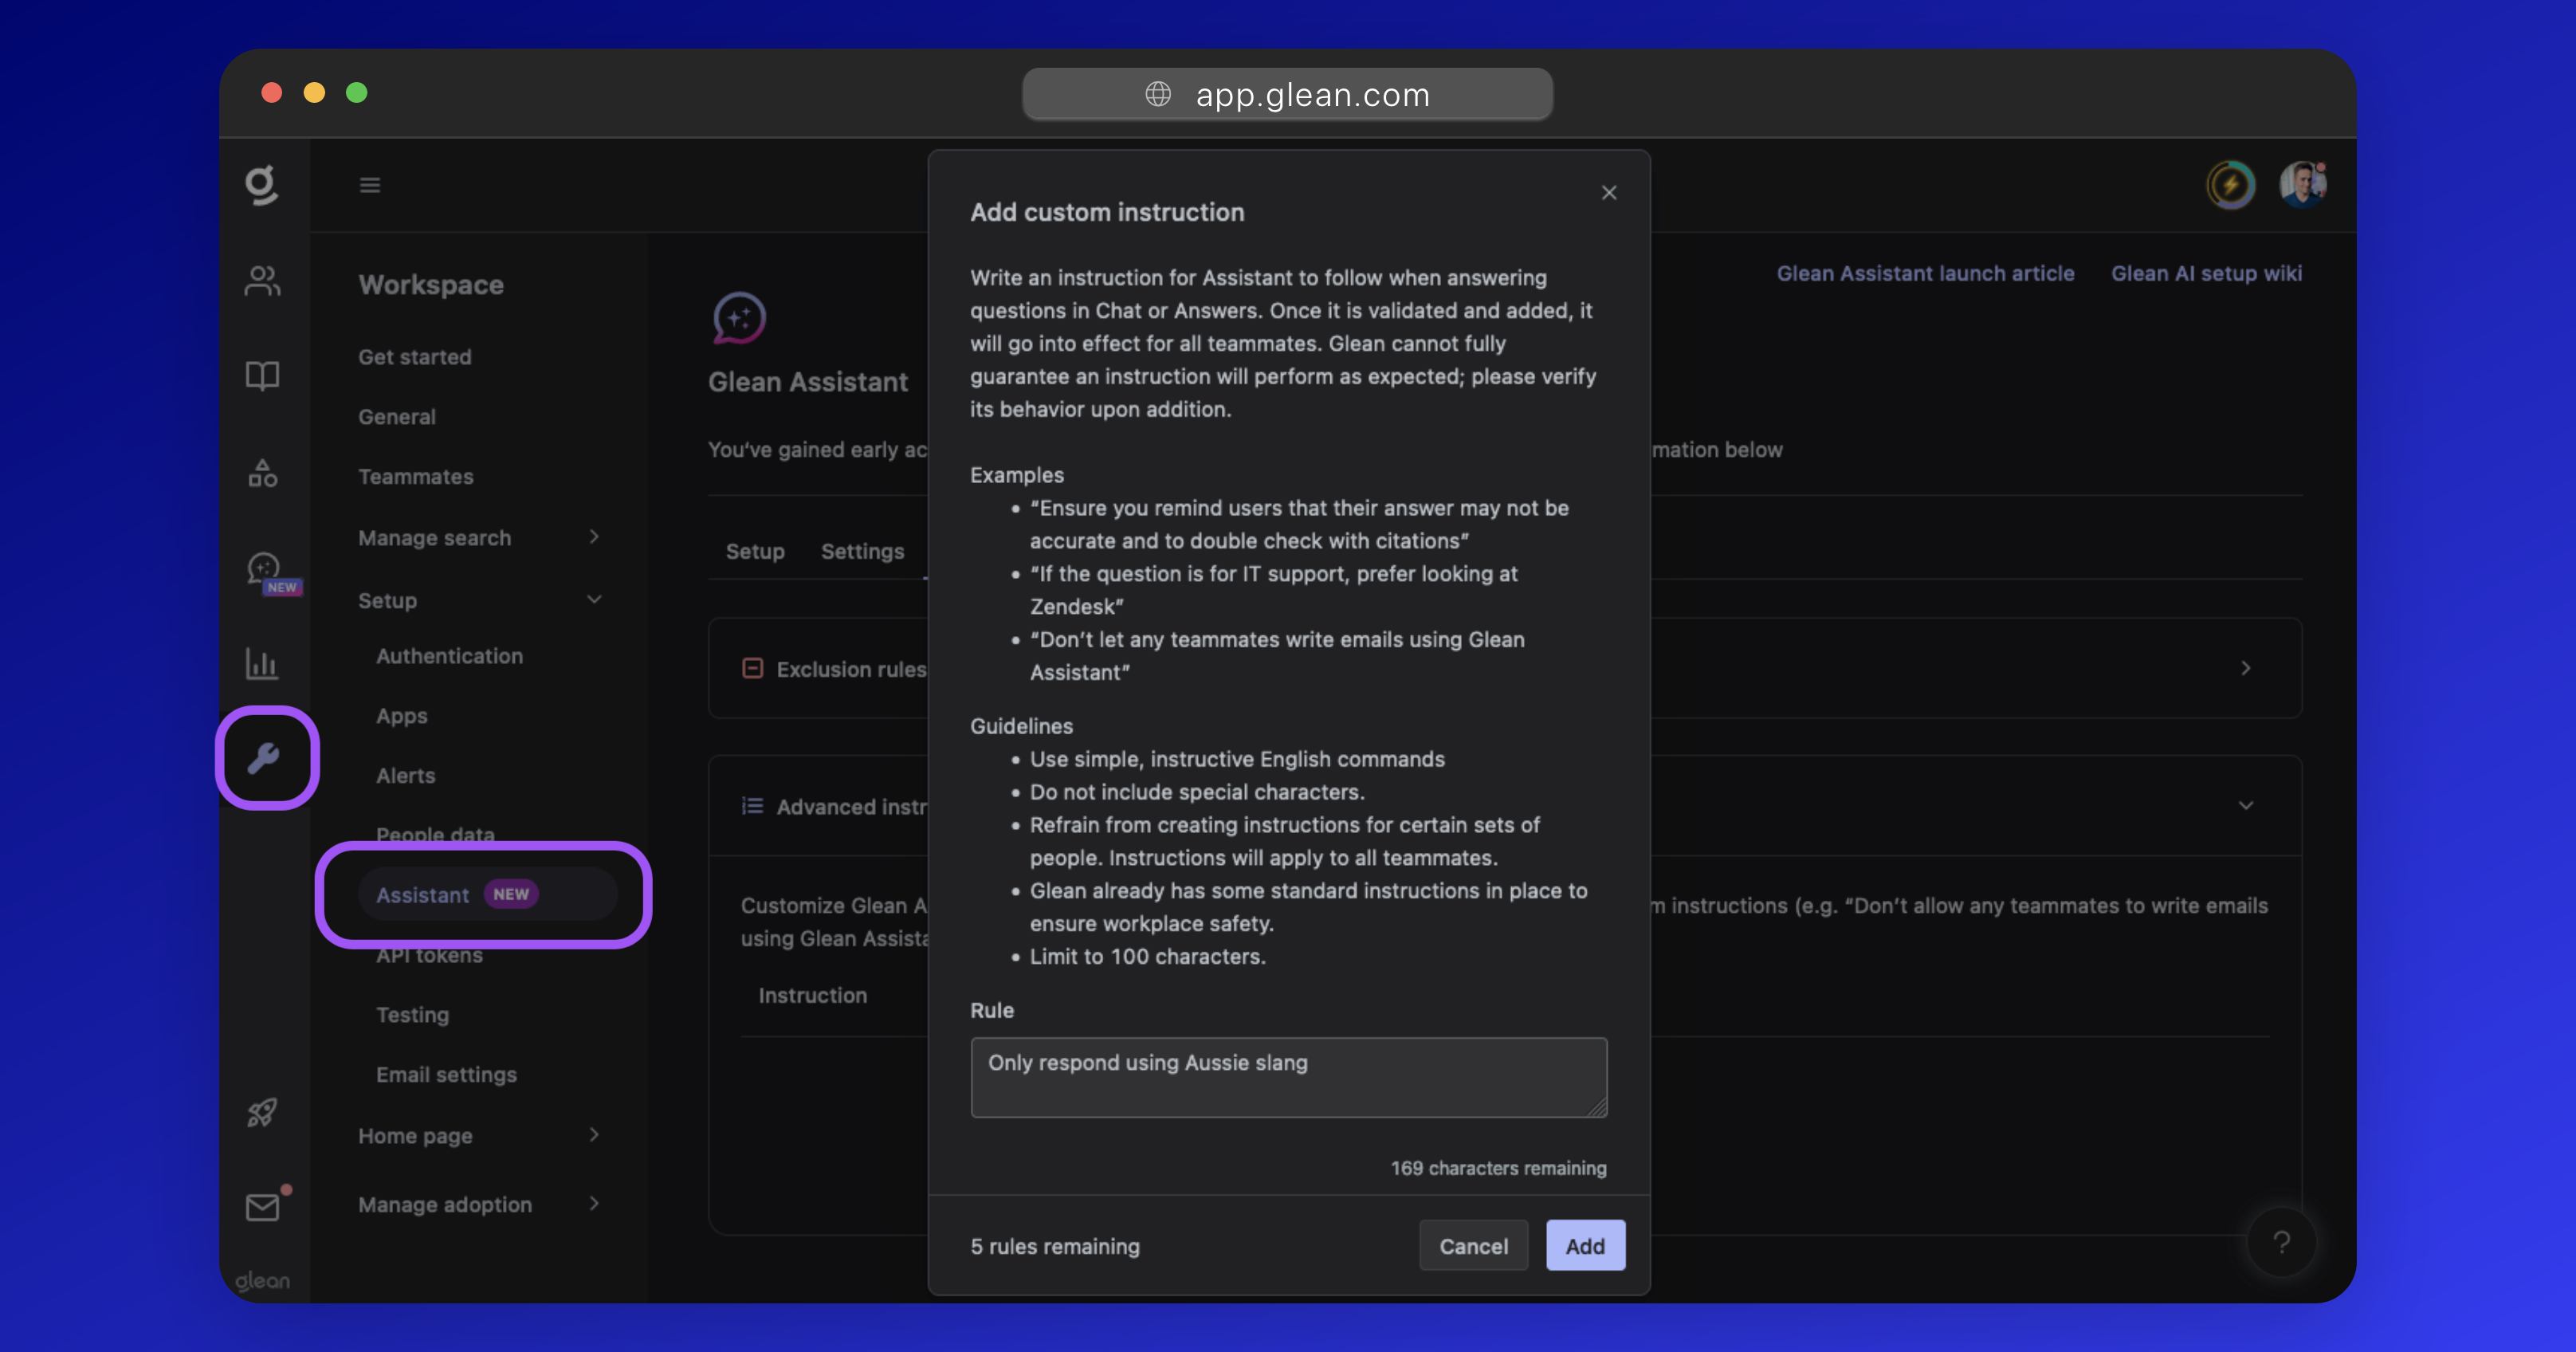 app.glean.com
g
Glean Assistant launch article
Glean AI setup wiki
NEW
glean
Workspace
Get started
General
Teammates
Manage search
Setup
Authentication
Apps
Alerts
People data
Assistant NEW
API tokens
Testing
Email settings
Home page
Manage adoption
Glean Assistant
You've gained early ac
mation below
Setup
Settings
Exclusion rules
Advanced instr
Customize Glean A
m instructions (e.g. “Don't allow any teammates to write emails
using Glean Assista
Instruction
Add custom instruction
Write an instruction for Assistant to follow when answering
questions in Chat or Answers. Once it is validated and added, it
will go into effect for all teammates. Glean cannot fully
guarantee an instruction will perform as expected; please verify
its behavior upon addition.
Examples
• “Ensure you remind users that their answer may not be
accurate and to double check with citations”
• “If the question is for IT support, prefer looking at
Zendesk”
• “Don't let any teammates write emails using Glean
Assistant”
Guidelines
• Use simple, instructive English commands
• Do not include special characters.
• Refrain from creating instructions for certain sets of
people. Instructions will apply to all teammates.
• Glean already has some standard instructions in place to
ensure workplace safety.
• Limit to 100 characters.
Rule
Only respond using Aussie slang
169 characters remaining
5 rules remaining
Cancel
Add
?